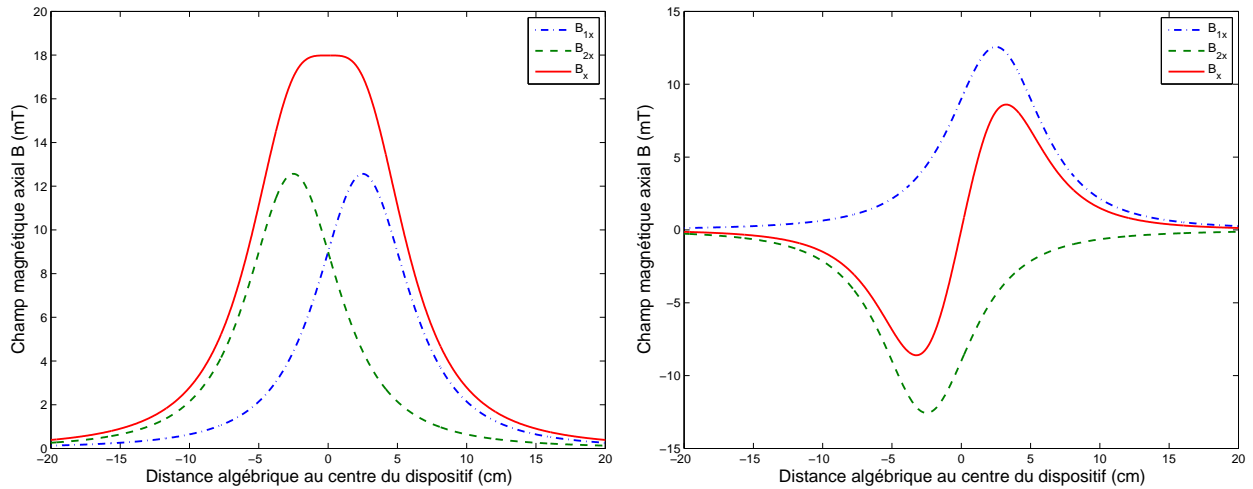 20
18
16
14
12
10
8
6
4
2
0
−20 −15 −10 −5 0 5 10 15 20
Champ magnétique axial B (mT)
Distance algébrique au centre du dispositif (cm)
B1x
B2x
Bx
15
10
5
0
−5
−10
−15
−20 −15 −10 −5 0 5 10 15 20
Champ magnétique axial B (mT)
Distance algébrique au centre du dispositif (cm)
B1x
B2x
Bx